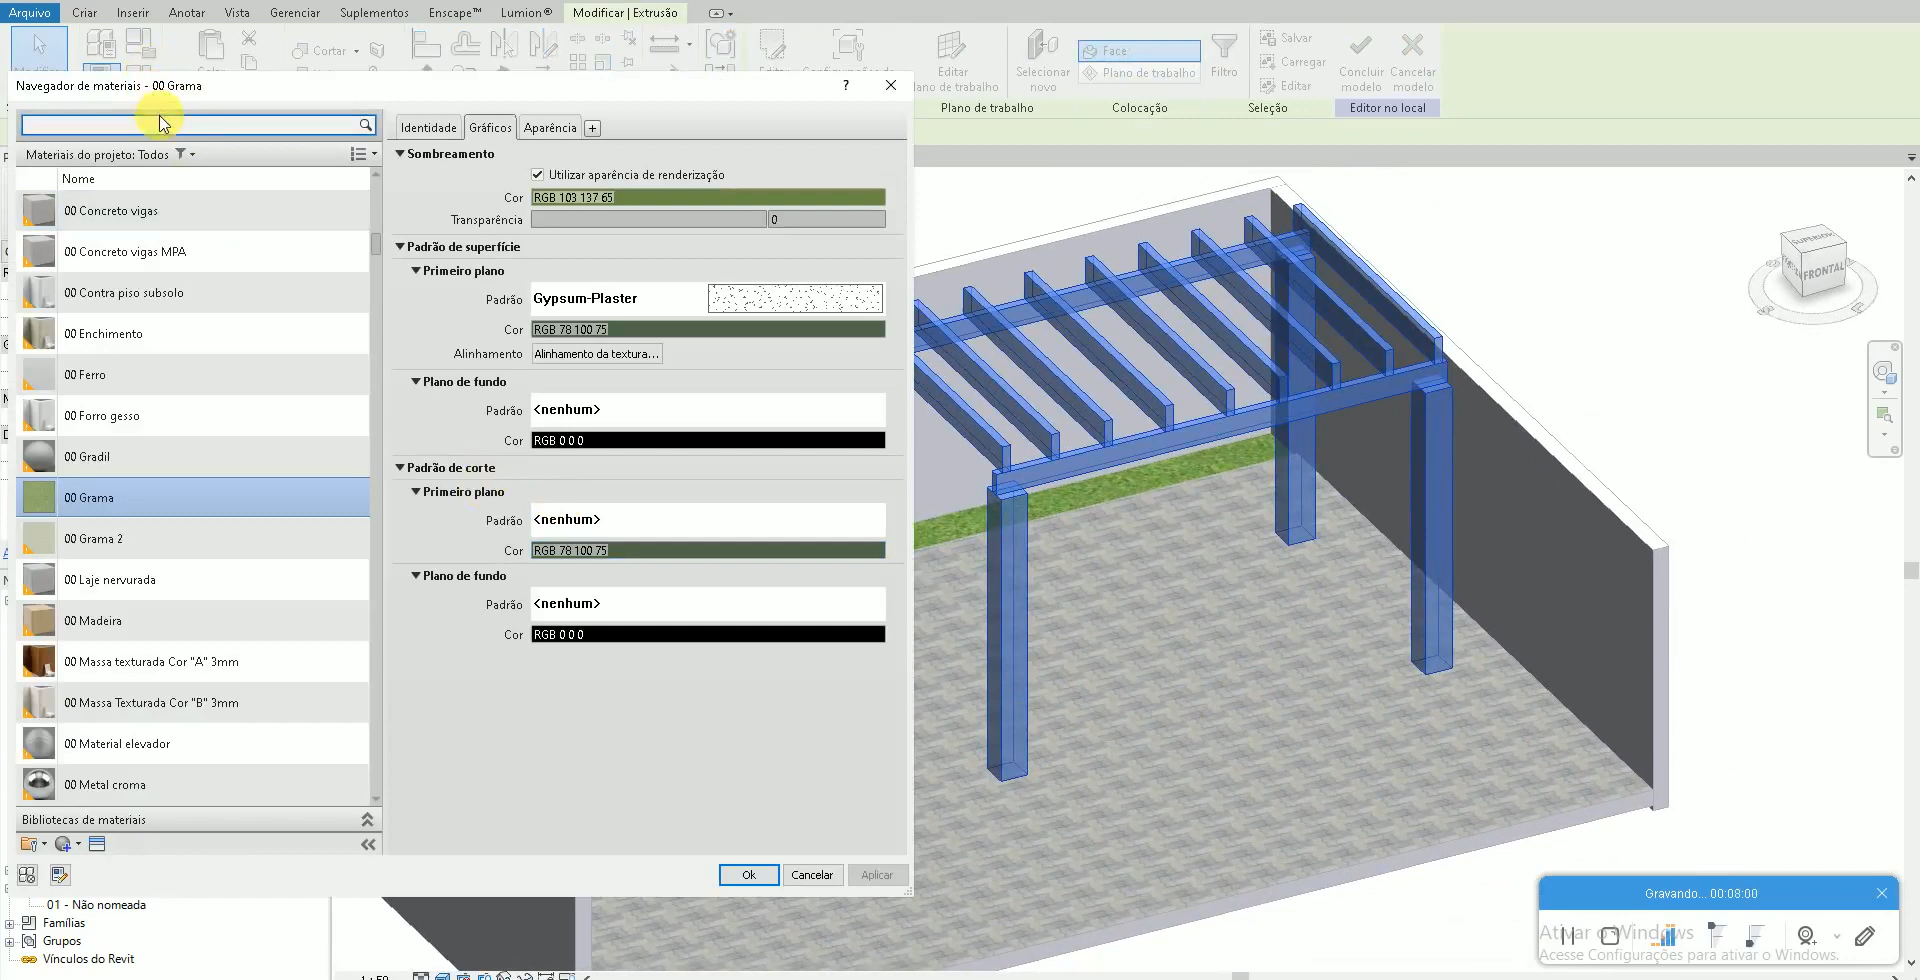 Arquivo Criar Inserir Anotar Vista Gerenciar Suplementos Enscape™ Lumion® Modificar | Extrusão
Cortar
Editar
Plano de trabalho
Selecionar
novo
Face
Plano de trabalho
Filtro
Salvar
Carregar
Editar
Concluir
modelo
Cancelar
modelo
Plano de trabalho Colocação Seleção Editor no local
Navegador de materiais - 00 Grama
?
Materiais do projeto: Todos
Nome
00 Concreto vigas
00 Concreto vigas MPA
00 Contra piso subsolo
00 Enchimento
00 Ferro
00 Forro gesso
00 Gradil
00 Grama
00 Grama 2
00 Laje nervurada
00 Madeira
00 Massa texturada Cor "A" 3mm
00 Massa Texturada Cor "B" 3mm
00 Material elevador
00 Metal croma
Bibliotecas de materiais
Identidade Gráficos Aparência +
Sombreamento
Utilizar aparência de renderização
Cor RGB 103 137 65
Transparência 0
Padrão de superfície
Primeiro plano
Padrão Gypsum-Plaster
Cor RGB 78 100 75
Alinhamento Alinhamento da textura...
Plano de fundo
Padrão <nenhum>
Cor RGB 0 0 0
Padrão de corte
Primeiro plano
Padrão <nenhum>
Cor RGB 78 100 75
Plano de fundo
Padrão <nenhum>
Cor RGB 0 0 0
Ok Cancelar Aplicar
01 - Não nomeada
Famílias
Grupos
Vínculos do Revit
SUPERIOR
FRONTAL
Gravando... 00:08:00
Ativar o Windows
Acesse Configurações para ativar o Windows.